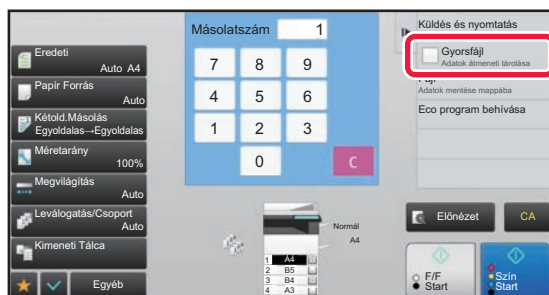 Eredeti
Auto A4
Papír Forrás
Auto
Kétold.Másolás
Egyoldalas→Egyoldalas
Méretarány
100%
Megvilágítás
Auto
Leválogatás/Csoport
Auto
Kimeneti Tálca
Egyéb
Másolatszám
1
7 8 9
4 5 6
1 2 3
0 C
Normál
A4
1 A4
2 B5
3 B4
4 A3
Küldés és nyomtatás
Gyorsfájl
Adatok átmeneti tárolása
Adatok mentése mappába
Eco program behívása
Előnézet
CA
F/F
Start
Szín
Start